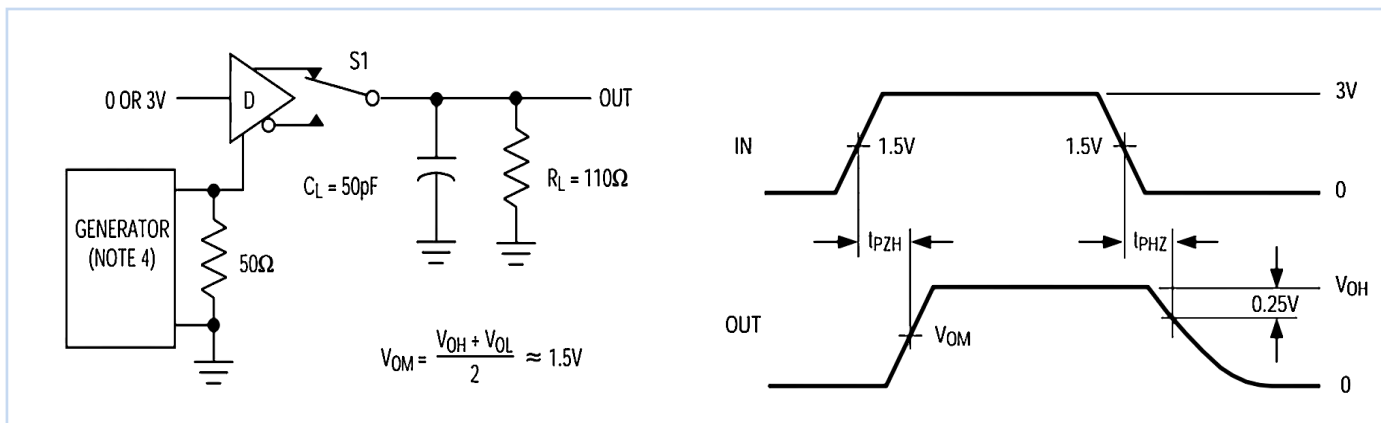 S1
0 OR 3V
D
OUT
C_L = 50pF
R_L = 110Ω
GENERATOR
(NOTE 4)
50Ω
V_OM = (V_OH + V_OL) / 2 ≈ 1.5V
3V
IN
1.5V
1.5V
0
t_PZH
t_PHZ
V_OH
0.25V
OUT
V_OM
0